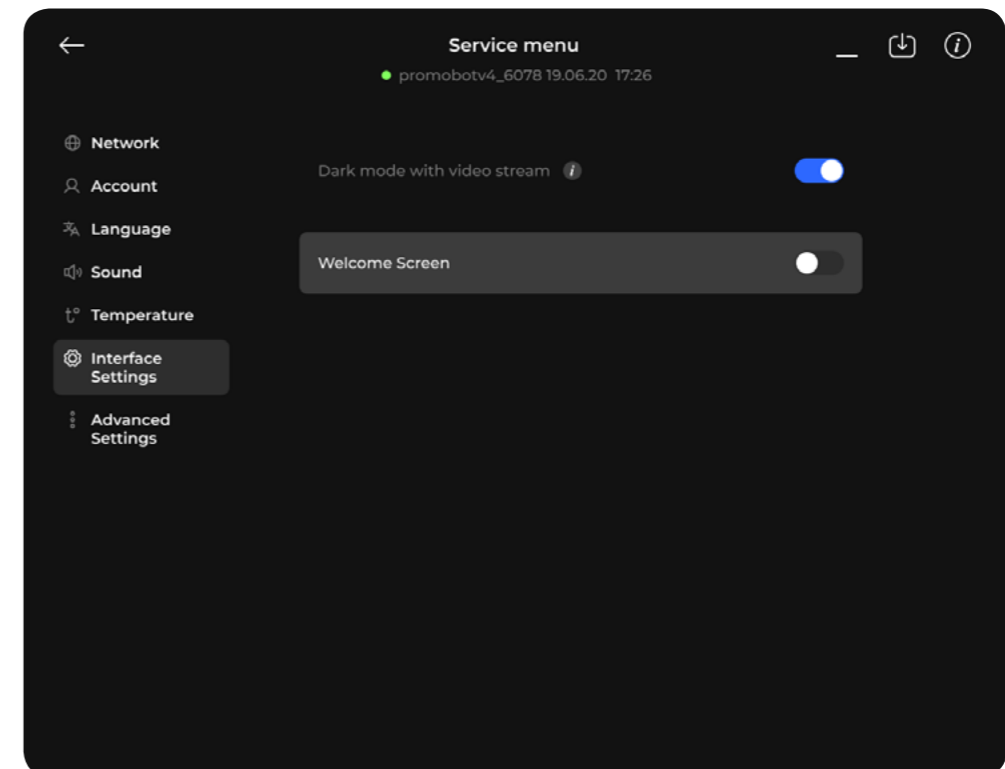 Service menu
promobotv4_6078 19.06.20 17:26
Network
Account
Language
Sound
Temperature
Interface
Settings
Advanced
Settings
Dark mode with video stream
Welcome Screen